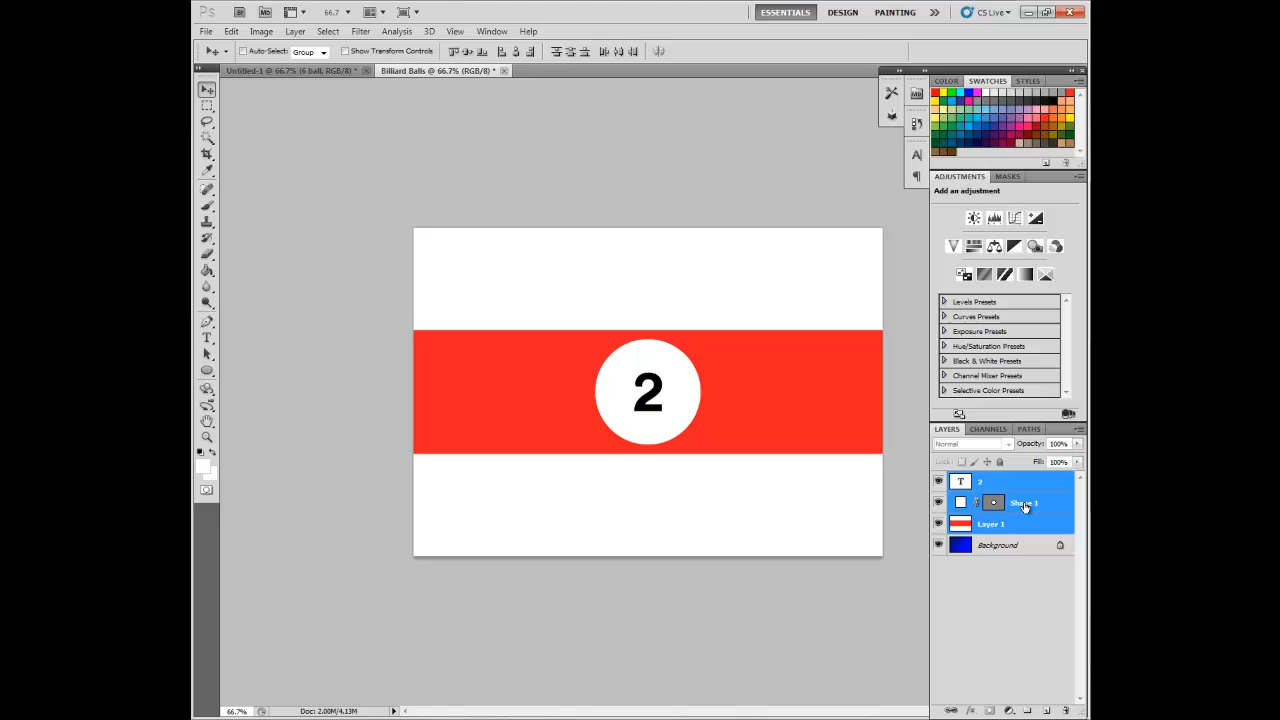 Ps Br Mb 66.7 ESSENTIALS DESIGN PAINTING CS Live
File Edit Image Layer Select Filter Analysis 3D View Window Help
Auto-Select: Group Show Transform Controls
Untitled-1 @ 66.7% (6 ball, RGB/8) * Billiard Balls @ 66.7% (RGB/8) *
COLOR SWATCHES STYLES
Mb
A
ADJUSTMENTS MASKS
Add an adjustment
Levels Presets
Curves Presets
Exposure Presets
Hue/Saturation Presets
Black & White Presets
Channel Mixer Presets
Selective Color Presets
2
LAYERS CHANNELS PATHS
Normal Opacity: 100%
Lock: Fill: 100%
T 2
Shape 1
Layer 1
Background
66.7% Doc: 2.00M/4.13M